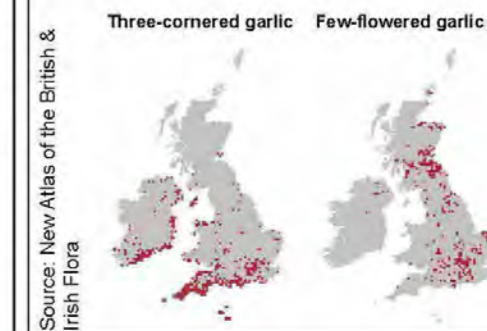 Three-cornered garlic Few-flowered garlic
Source: New Atlas of the British &
Irish Flora